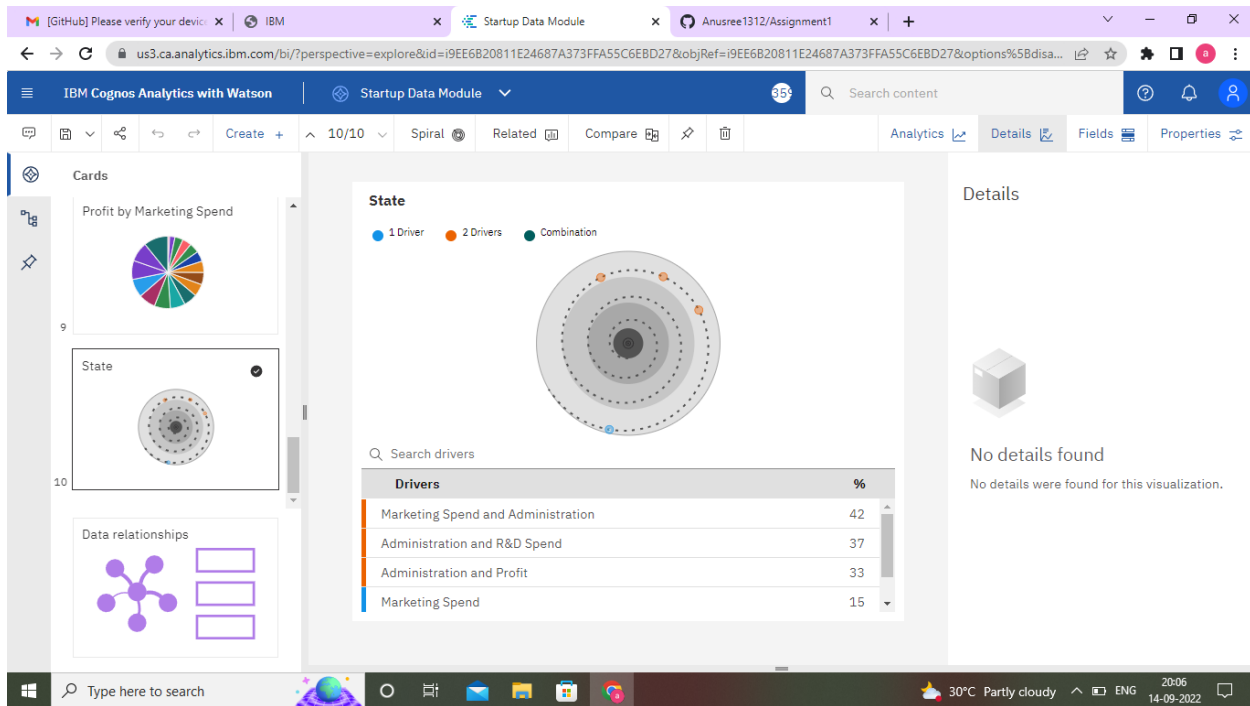 [GitHub] Please verify your devic
IBM
Startup Data Module
Anusree1312/Assignment1
us3.ca.analytics.ibm.com/bi/?perspective=explore&id=i9EE6B20811E24687A373FFA55C6EBD27&objRef=i9EE6B20811E24687A373FFA55C6EBD27&options%5Bdisa...
a
IBM Cognos Analytics with Watson
Startup Data Module
359
Search content
Create +
10/10
Spiral
Related
Compare
Analytics
Details
Fields
Properties
Cards
Profit by Marketing Spend
9
State
10
Data relationships
State
1 Driver
2 Drivers
Combination
Search drivers
Drivers %
Marketing Spend and Administration 42
Administration and R&D Spend 37
Administration and Profit 33
Marketing Spend 15
Details
No details found
No details were found for this visualization.
Type here to search
30°C Partly cloudy
ENG
20:06
14-09-2022